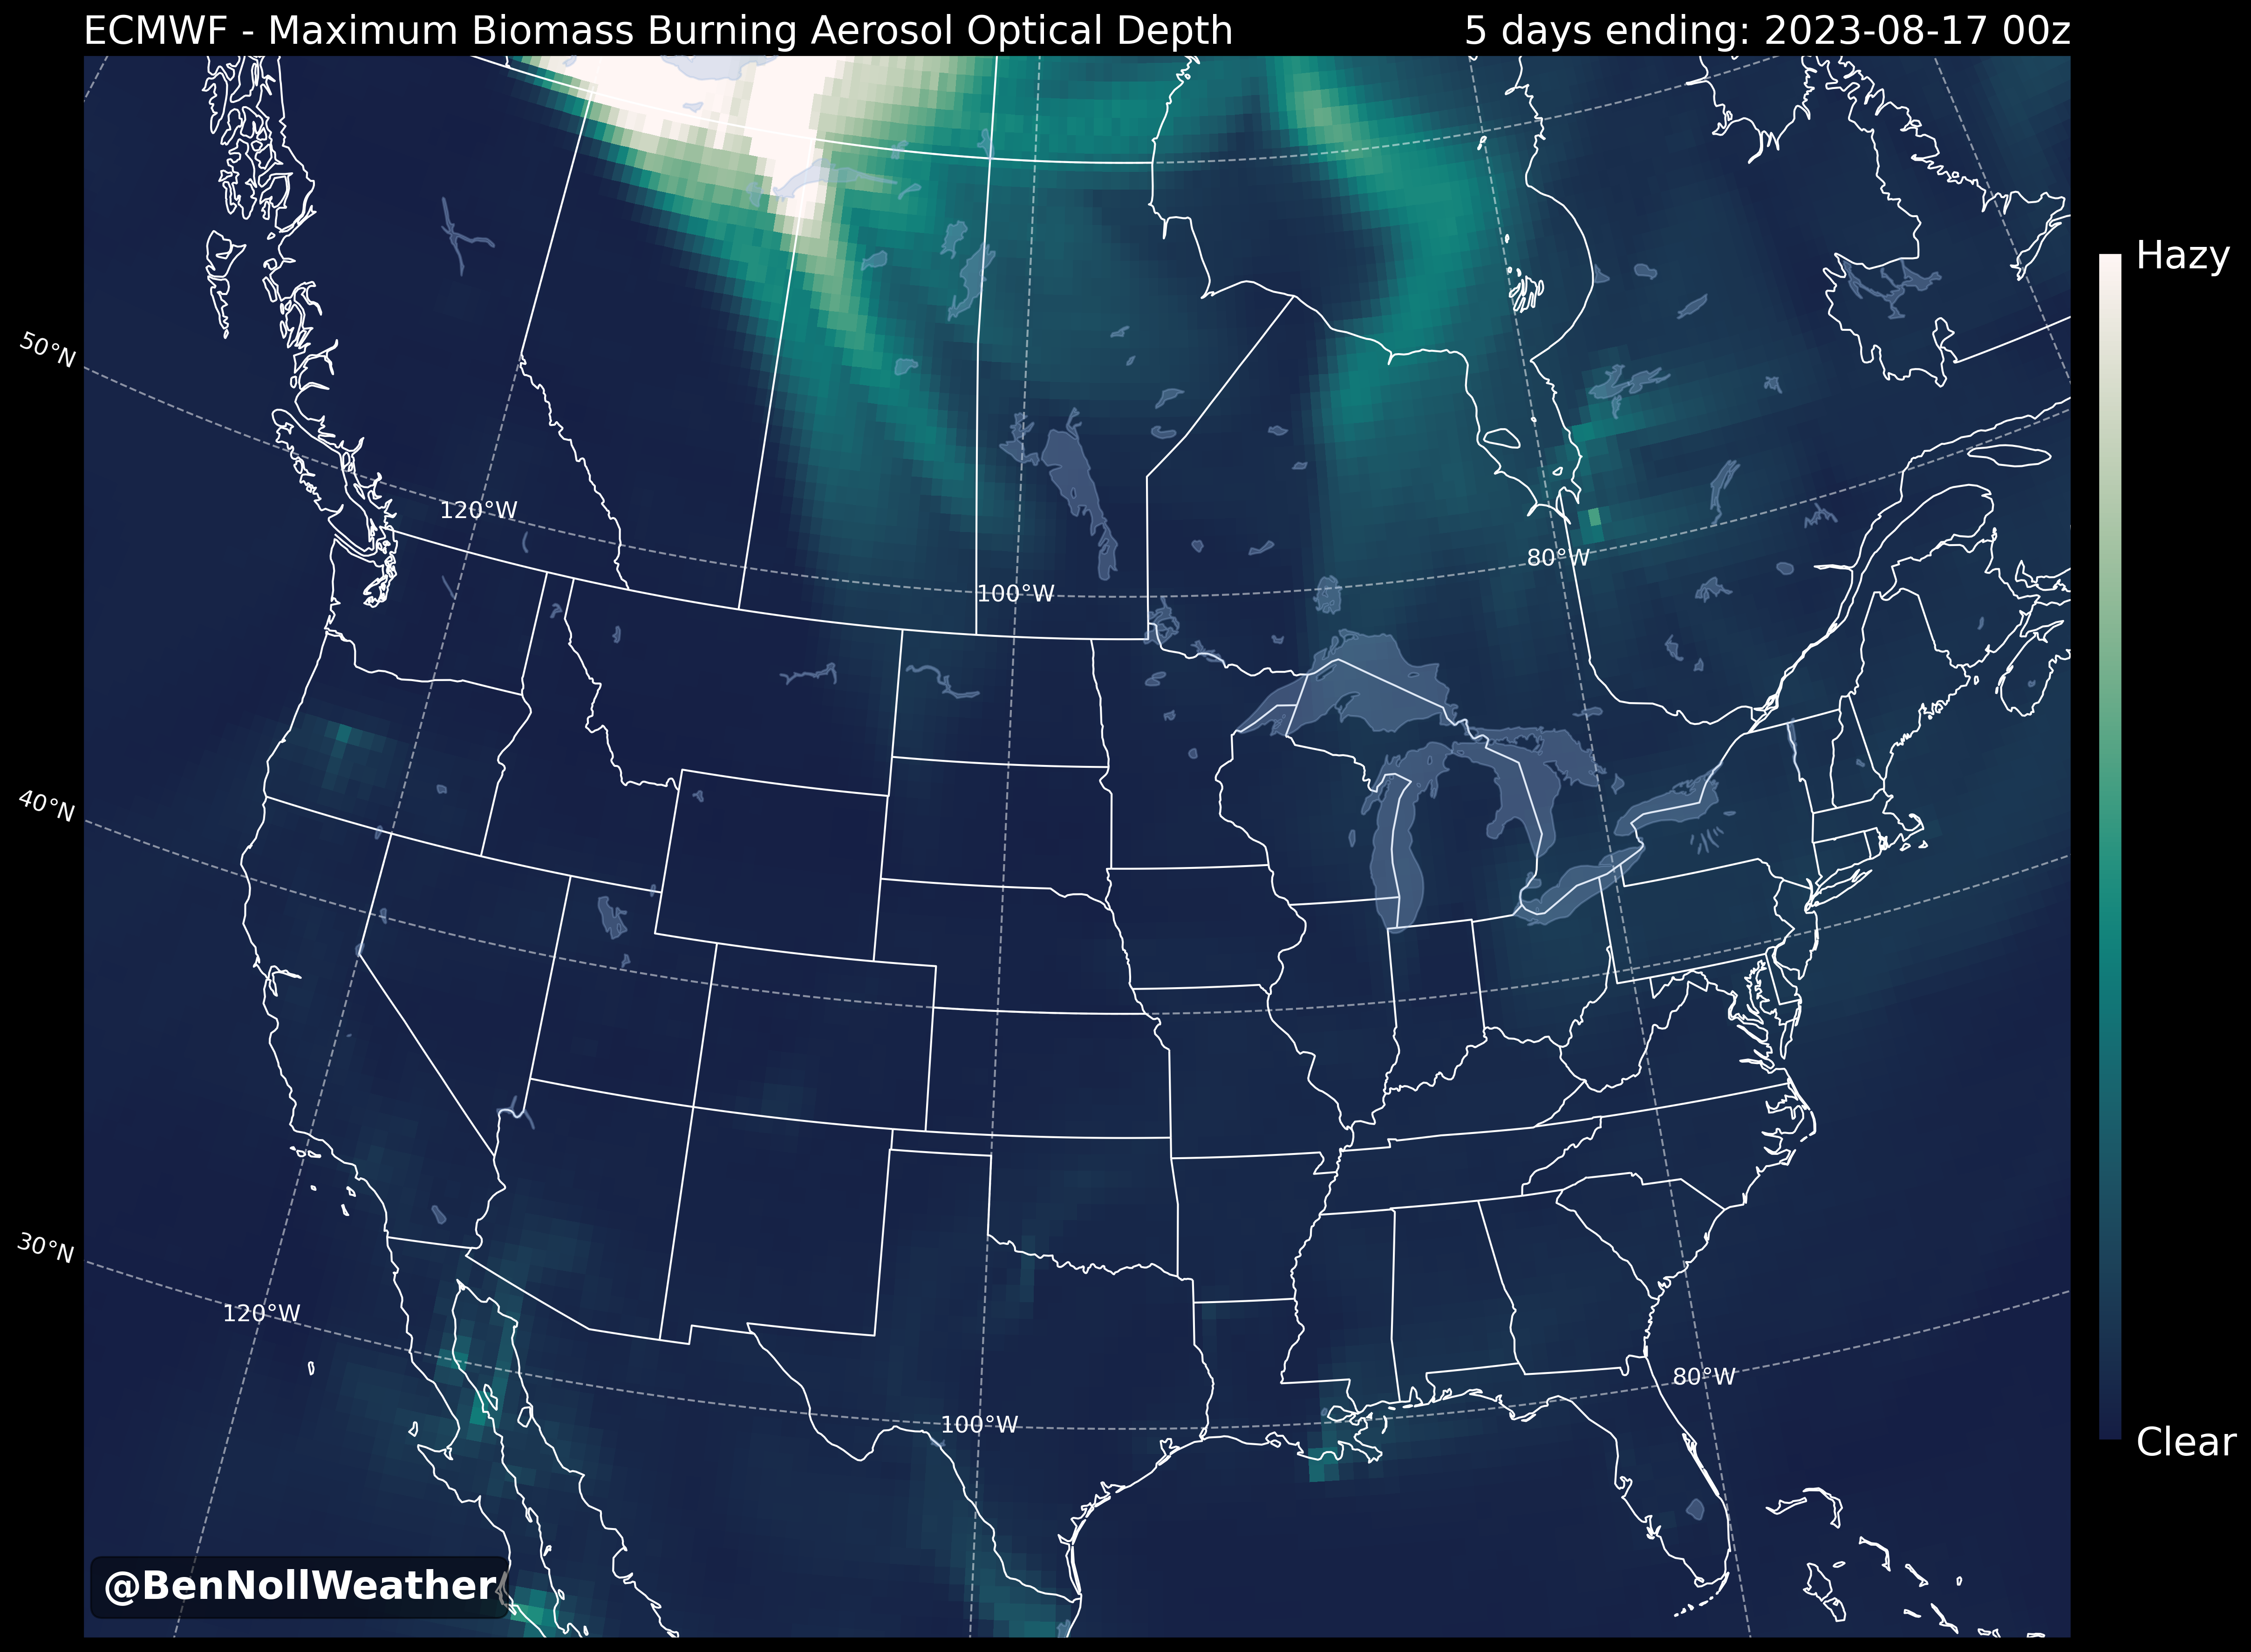 ECMWF - Maximum Biomass Burning Aerosol Optical Depth 5 days ending: 2023-08-17 00z
Hazy
50°N
120°W
80°W
100°W
40°N
30°N
120°W
80°W
100°W
Clear
@BenNollWeather